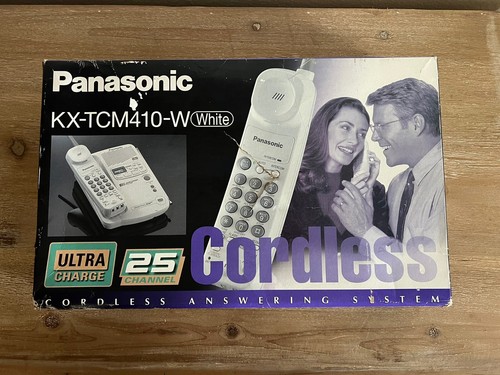 Panasonic
KX-TCM410-W (White)
Panasonic
ULTRA
CHARGE
25
CHANNEL
Cordless
CORDLESS ANSWERING SYSTEM